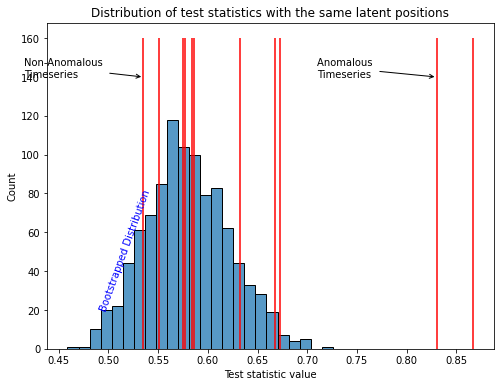 Distribution of test statistics with the same latent positions
160
Non-Anomalous
Timeseries
Anomalous
Timeseries
140
120
100
80
60
40
20
0
Count
Bootstrapped Distribution
0.45 0.50 0.55 0.60 0.65 0.70 0.75 0.80 0.85
Test statistic value